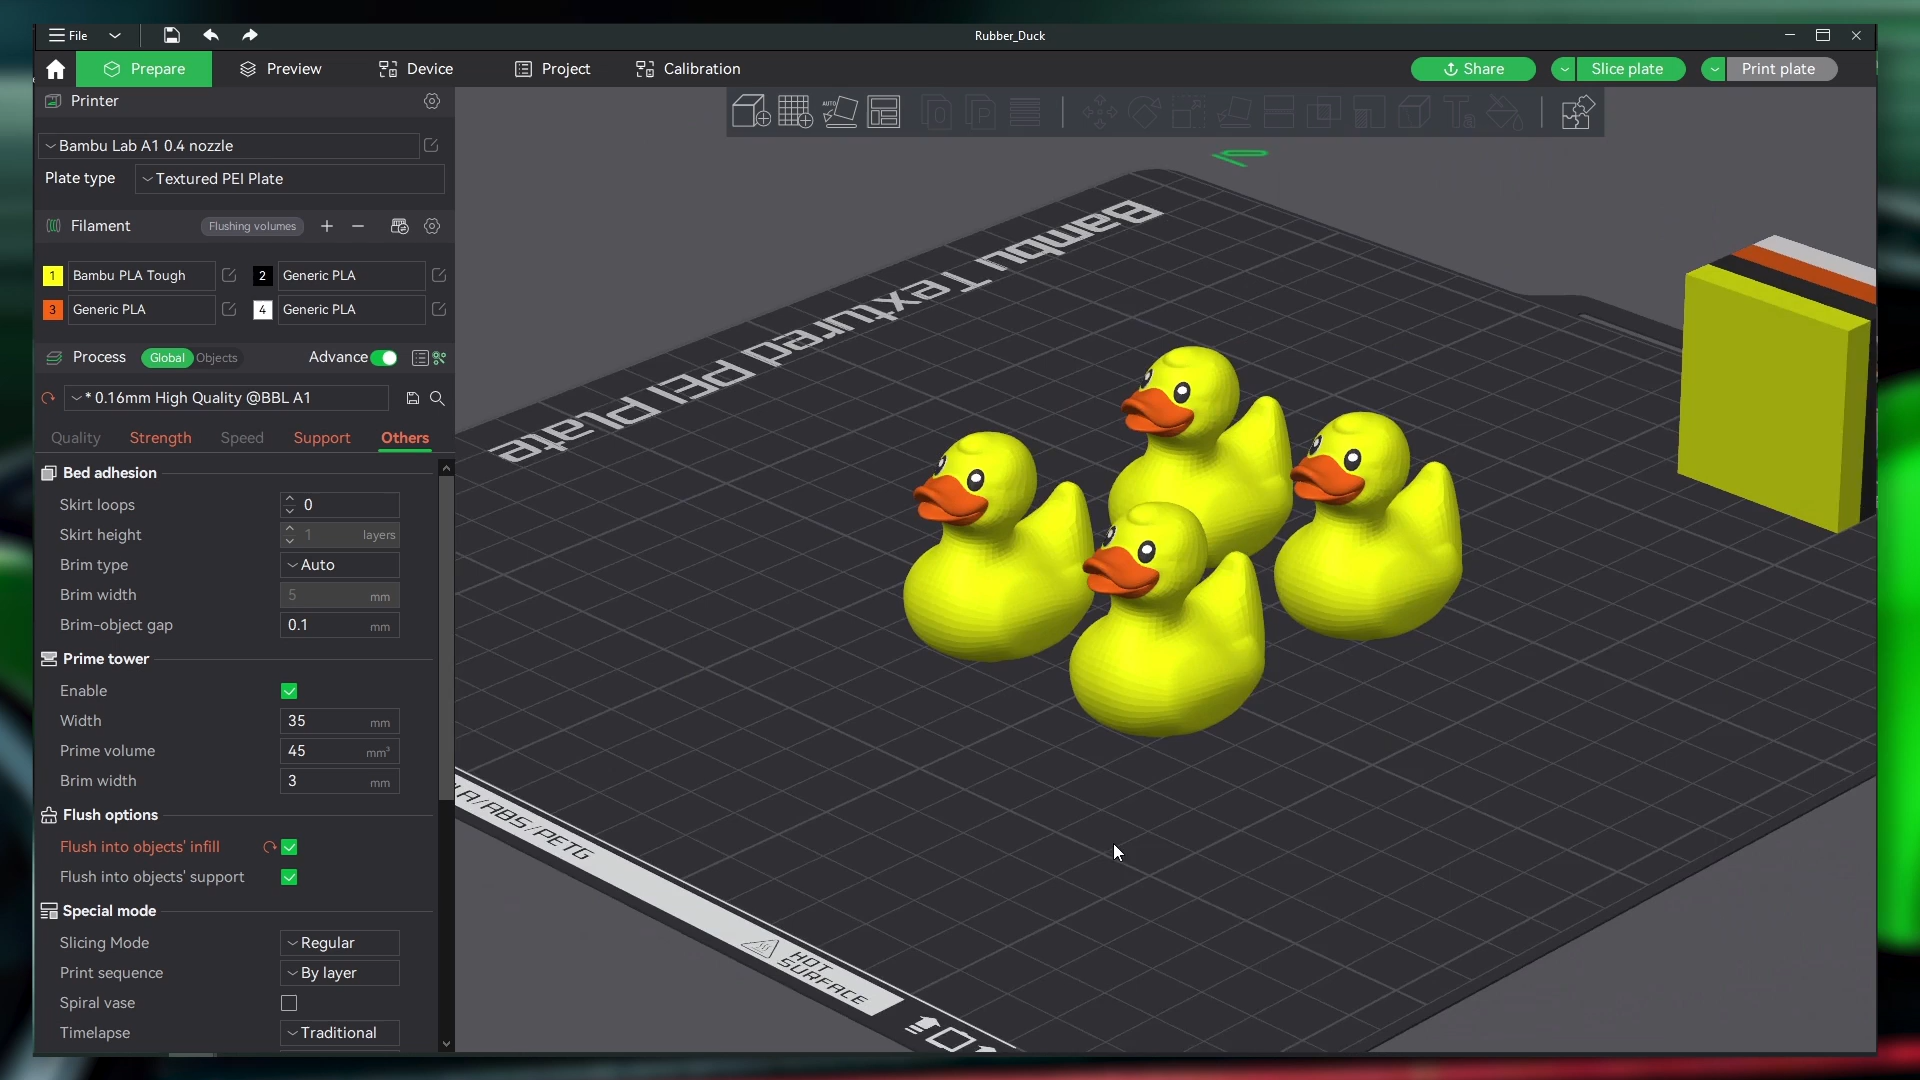 File
Rubber_Duck
Prepare
Preview
Device
Project
Calibration
Share
Slice plate
Print plate
Printer
Bambu Lab A1 0.4 nozzle
Plate type
Textured PEI Plate
Filament
Flushing volumes
1 Bambu PLA Tough
2 Generic PLA
3 Generic PLA
4 Generic PLA
Process
Global
Objects
Advance
* 0.16mm High Quality @BBL A1
Quality
Strength
Speed
Support
Others
Bed adhesion
Skirt loops 0
Skirt height 1 layers
Brim type Auto
Brim width 5 mm
Brim-object gap 0.1 mm
Prime tower
Enable
Width 35 mm
Prime volume 45 mm³
Brim width 3 mm
Flush options
Flush into objects' infill
Flush into objects' support
Special mode
Slicing Mode Regular
Print sequence By layer
Spiral vase
Timelapse Traditional
AUTO
Bambu Textured PEI Plate
LA/ABS/PETG
HOT
SURFACE